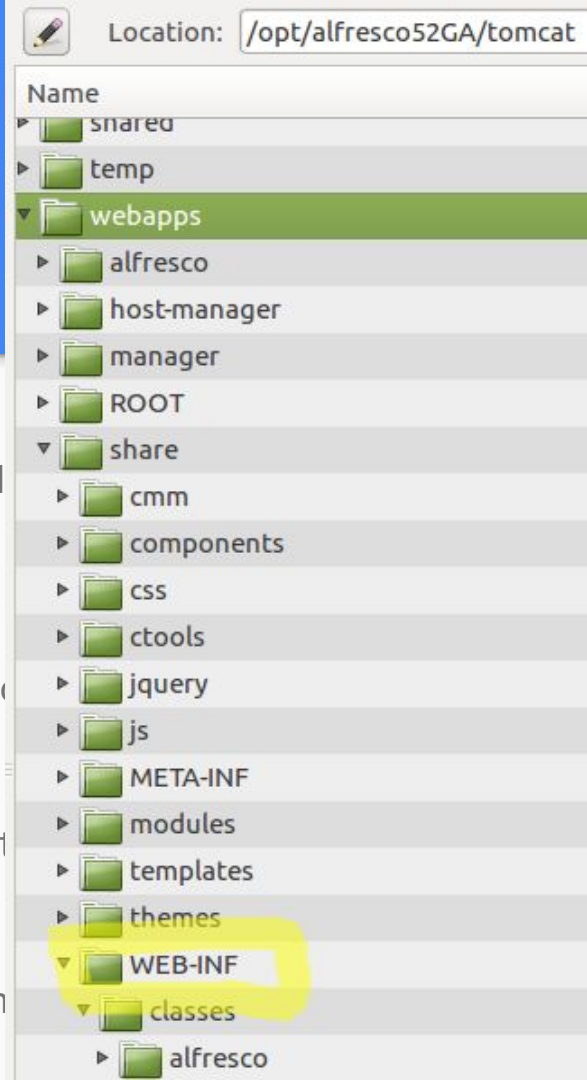 Location: /opt/alfresco52GA/tomcat
Name
shared
temp
webapps
alfresco
host-manager
manager
ROOT
share
cmm
components
css
ctools
jquery
js
META-INF
modules
templates
themes
WEB-INF
classes
alfresco